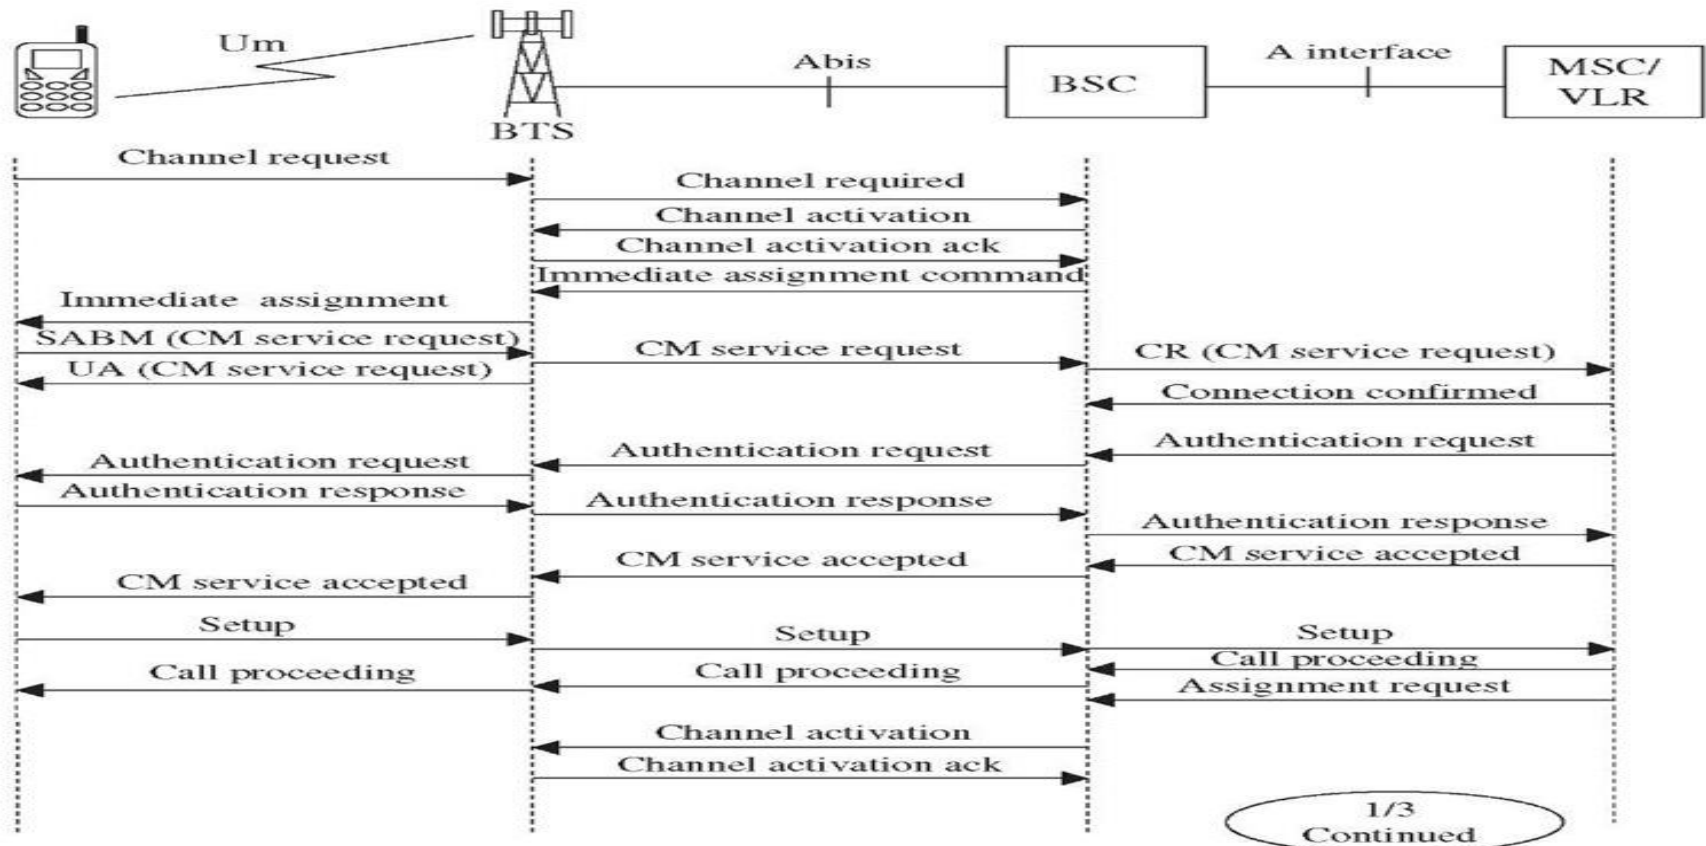 Um
Abis
A interface
BTS
BSC
MSC/
VLR
Channel request
Channel required
Channel activation
Channel activation ack
Immediate assignment command
Immediate assignment
SABM (CM service request)
CM service request
CR (CM service request)
UA (CM service request)
Connection confirmed
Authentication request
Authentication request
Authentication request
Authentication response
Authentication response
Authentication response
CM service accepted
CM service accepted
CM service accepted
Setup
Setup
Setup
Call proceeding
Call proceeding
Call proceeding
Assignment request
Channel activation
Channel activation ack
1/3
Continued